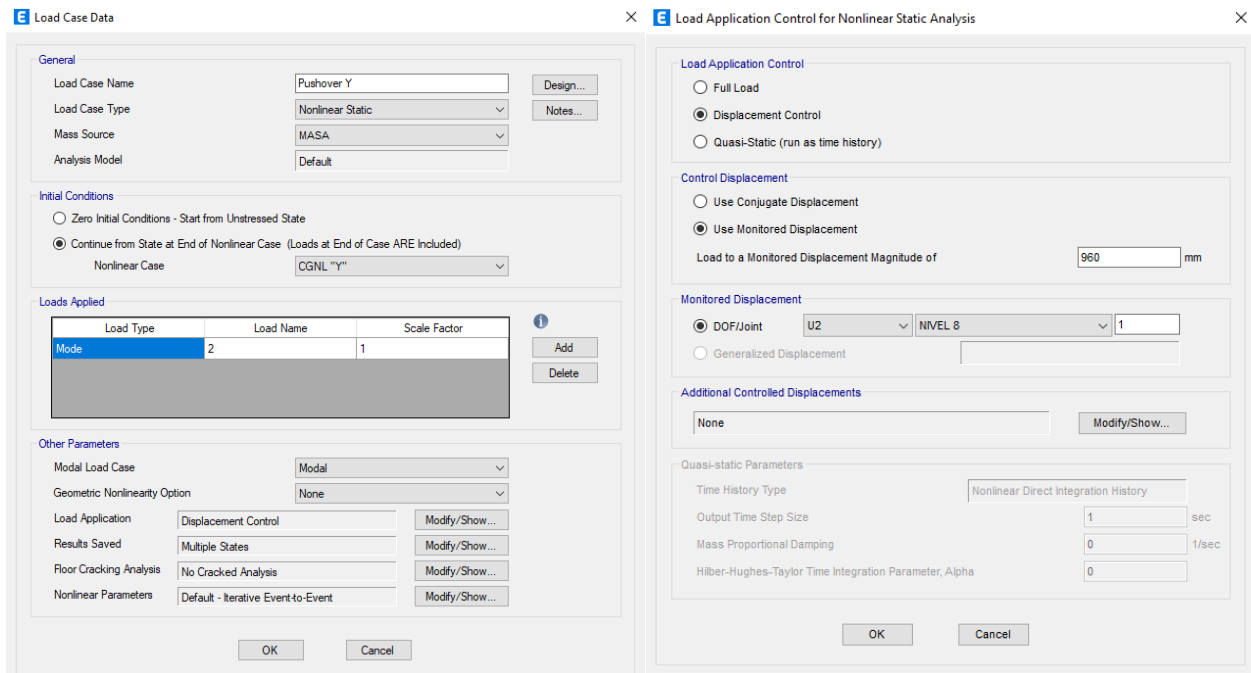 E Load Case Data
General
Load Case Name Pushover Y Design...
Load Case Type Nonlinear Static Notes...
Mass Source MASA
Analysis Model Default
Initial Conditions
Zero Initial Conditions - Start from Unstressed State
Continue from State at End of Nonlinear Case (Loads at End of Case ARE Included)
Nonlinear Case CGNL "Y"
Loads Applied
Load Type Load Name Scale Factor
Mode 2 1
Add
Delete
Other Parameters
Modal Load Case Modal
Geometric Nonlinearity Option None
Load Application Displacement Control Modify/Show...
Results Saved Multiple States Modify/Show...
Floor Cracking Analysis No Cracked Analysis Modify/Show...
Nonlinear Parameters Default - Iterative Event-to-Event Modify/Show...
OK Cancel
E Load Application Control for Nonlinear Static Analysis
Load Application Control
Full Load
Displacement Control
Quasi-Static (run as time history)
Control Displacement
Use Conjugate Displacement
Use Monitored Displacement
Load to a Monitored Displacement Magnitude of 960 mm
Monitored Displacement
DOF/Joint U2 NIVEL 8 1
Generalized Displacement
Additional Controlled Displacements
None Modify/Show...
Quasi-static Parameters
Time History Type Nonlinear Direct Integration History
Output Time Step Size 1 sec
Mass Proportional Damping 0 1/sec
Hilber-Hughes-Taylor Time Integration Parameter, Alpha 0
OK Cancel